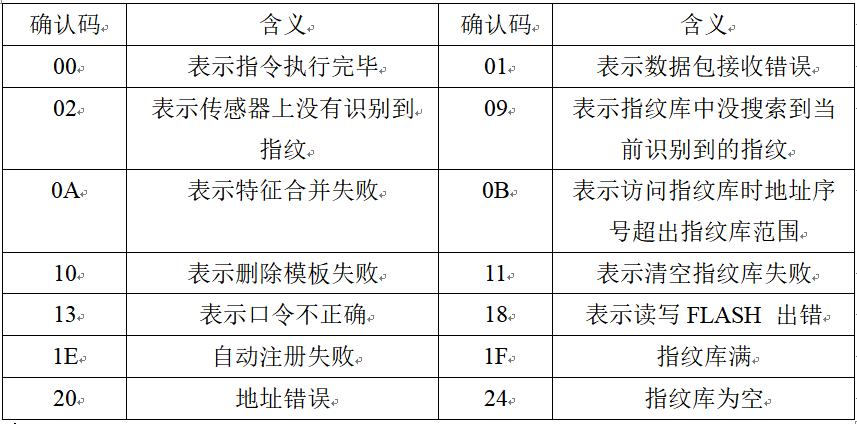 确认码 含义 确认码 含义
00 表示指令执行完毕 01 表示数据包接收错误
02 表示传感器上没有识别到 09 表示指纹库中没搜索到当
指纹 前识别到的指纹
0A 表示特征合并失败 0B 表示访问指纹库时地址序
号超出指纹库范围
10 表示删除模板失败 11 表示清空指纹库失败
13 表示口令不正确 18 表示读写 FLASH 出错
1E 自动注册失败 1F 指纹库满
20 地址错误 24 指纹库为空